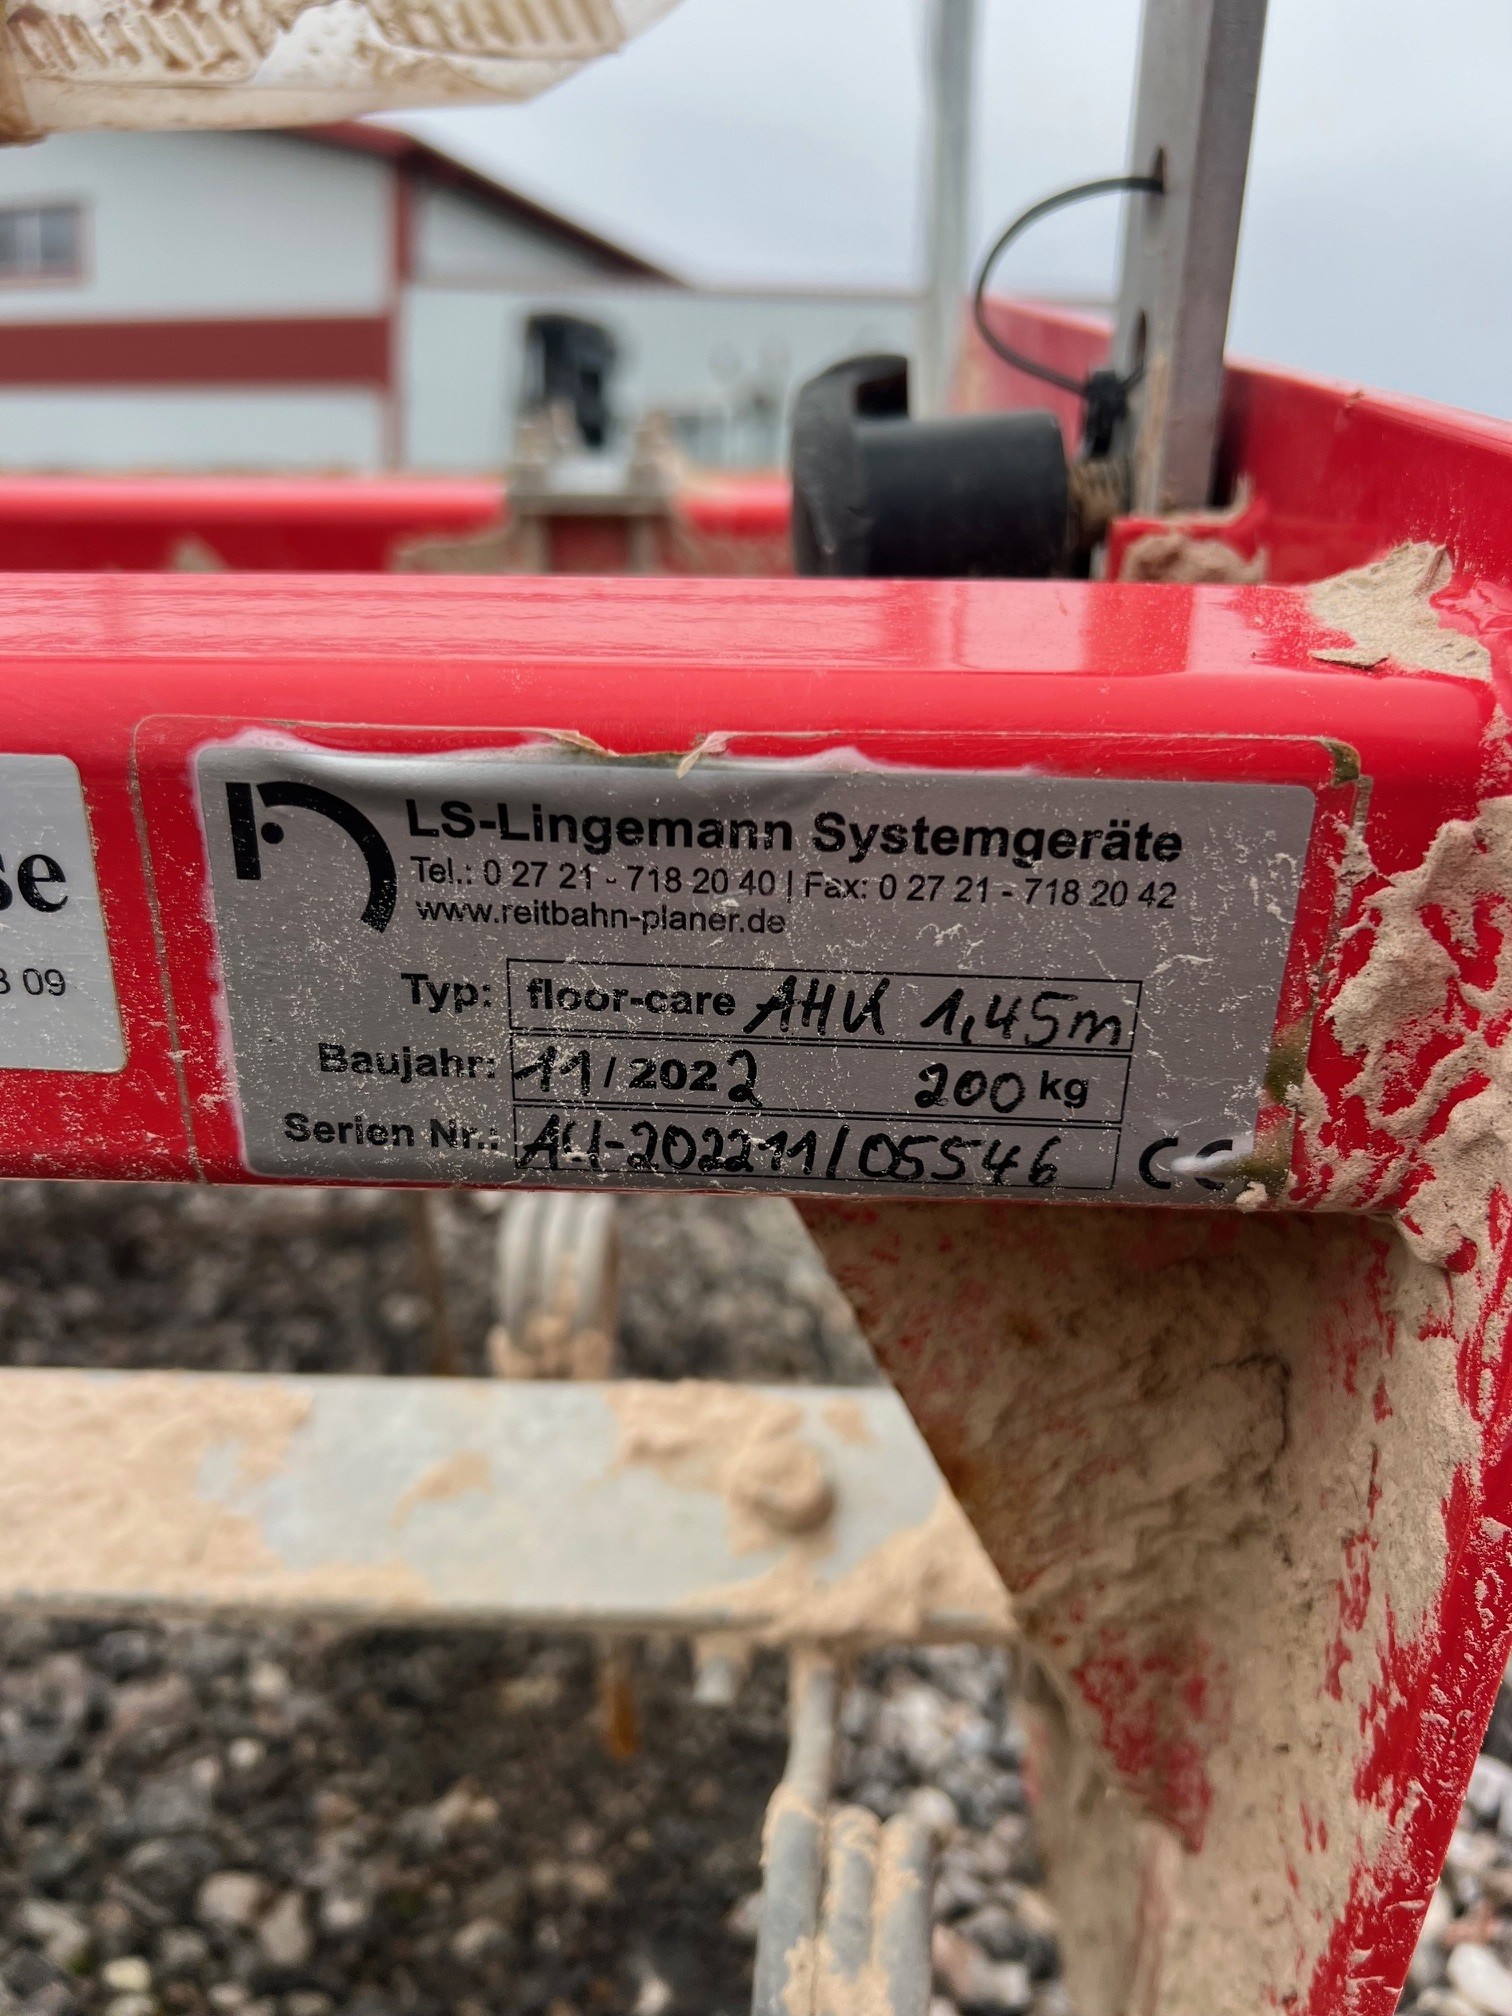 se
3 09
LS-Lingemann Systemgeräte
Tel.: 0 27 21 - 718 20 40 | Fax: 0 27 21 - 718 20 42
www.reitbahn-planer.de
Typ: floor-care AHK 1,45m
Baujahr: 11/2022 200 kg
Serien Nr.: AH-202211/05546 CE